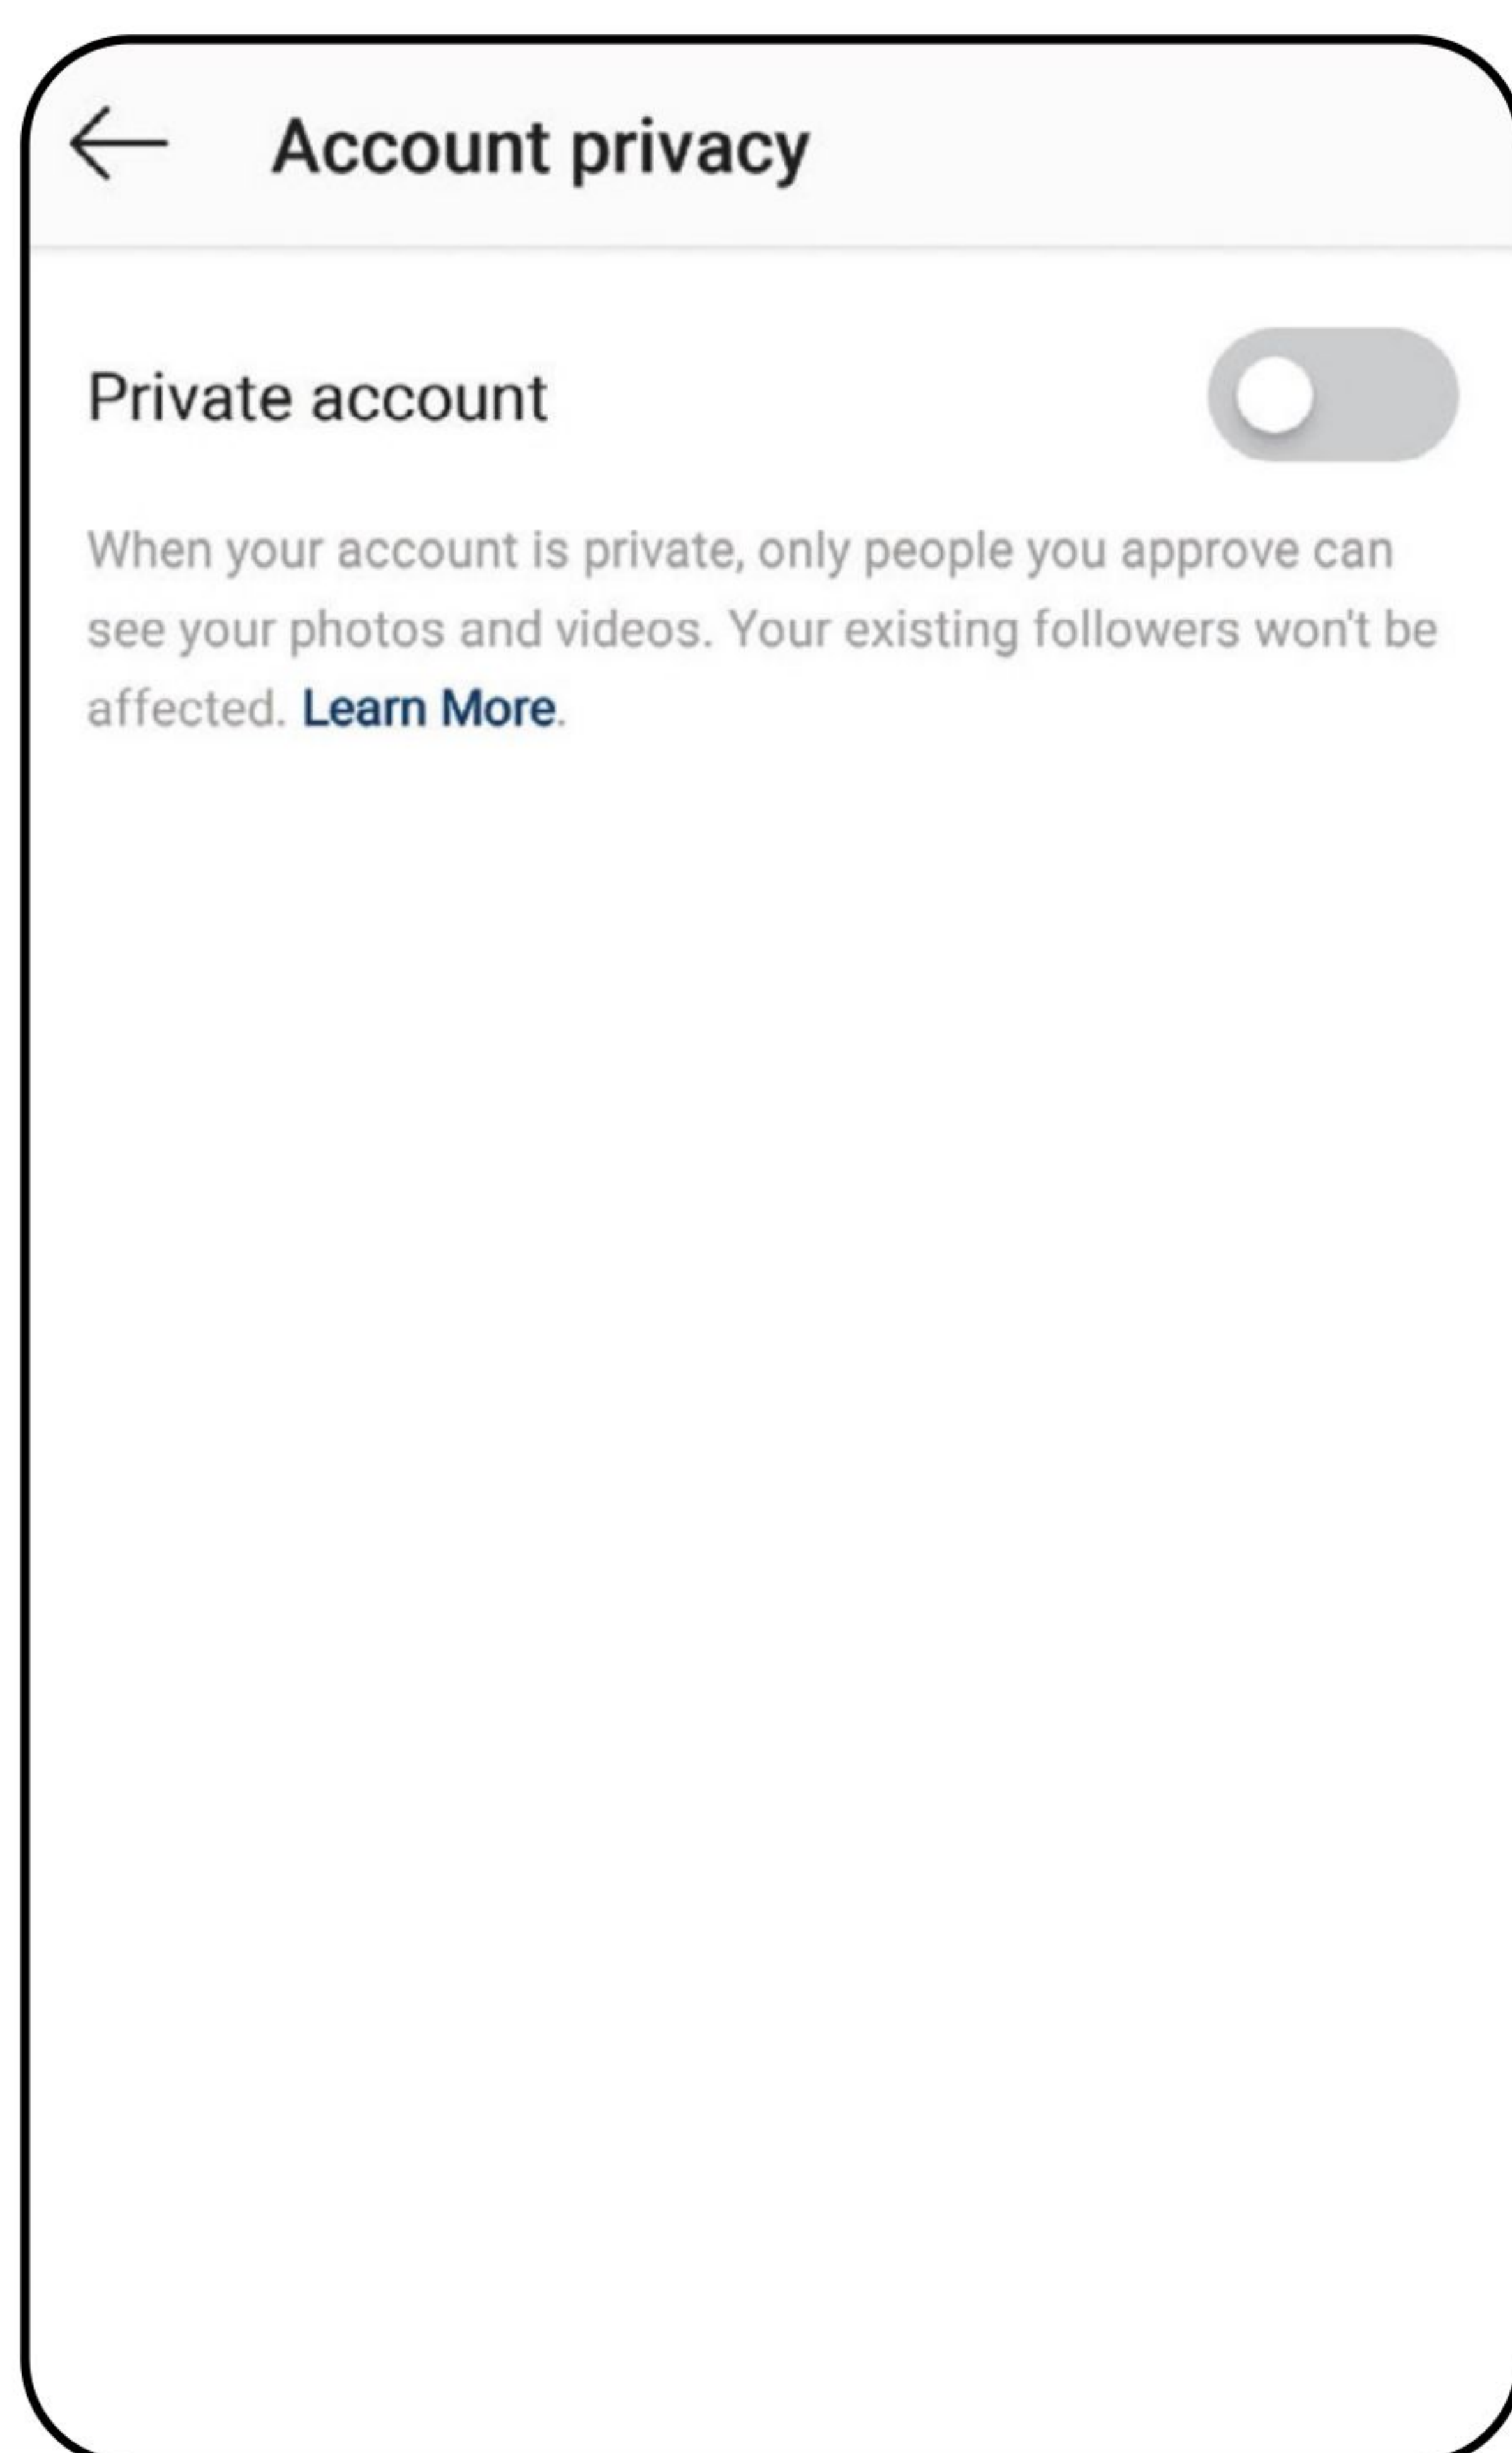 Account privacy
Private account
When your account is private, only people you approve can
see your photos and videos. Your existing followers won't be
affected. Learn More.